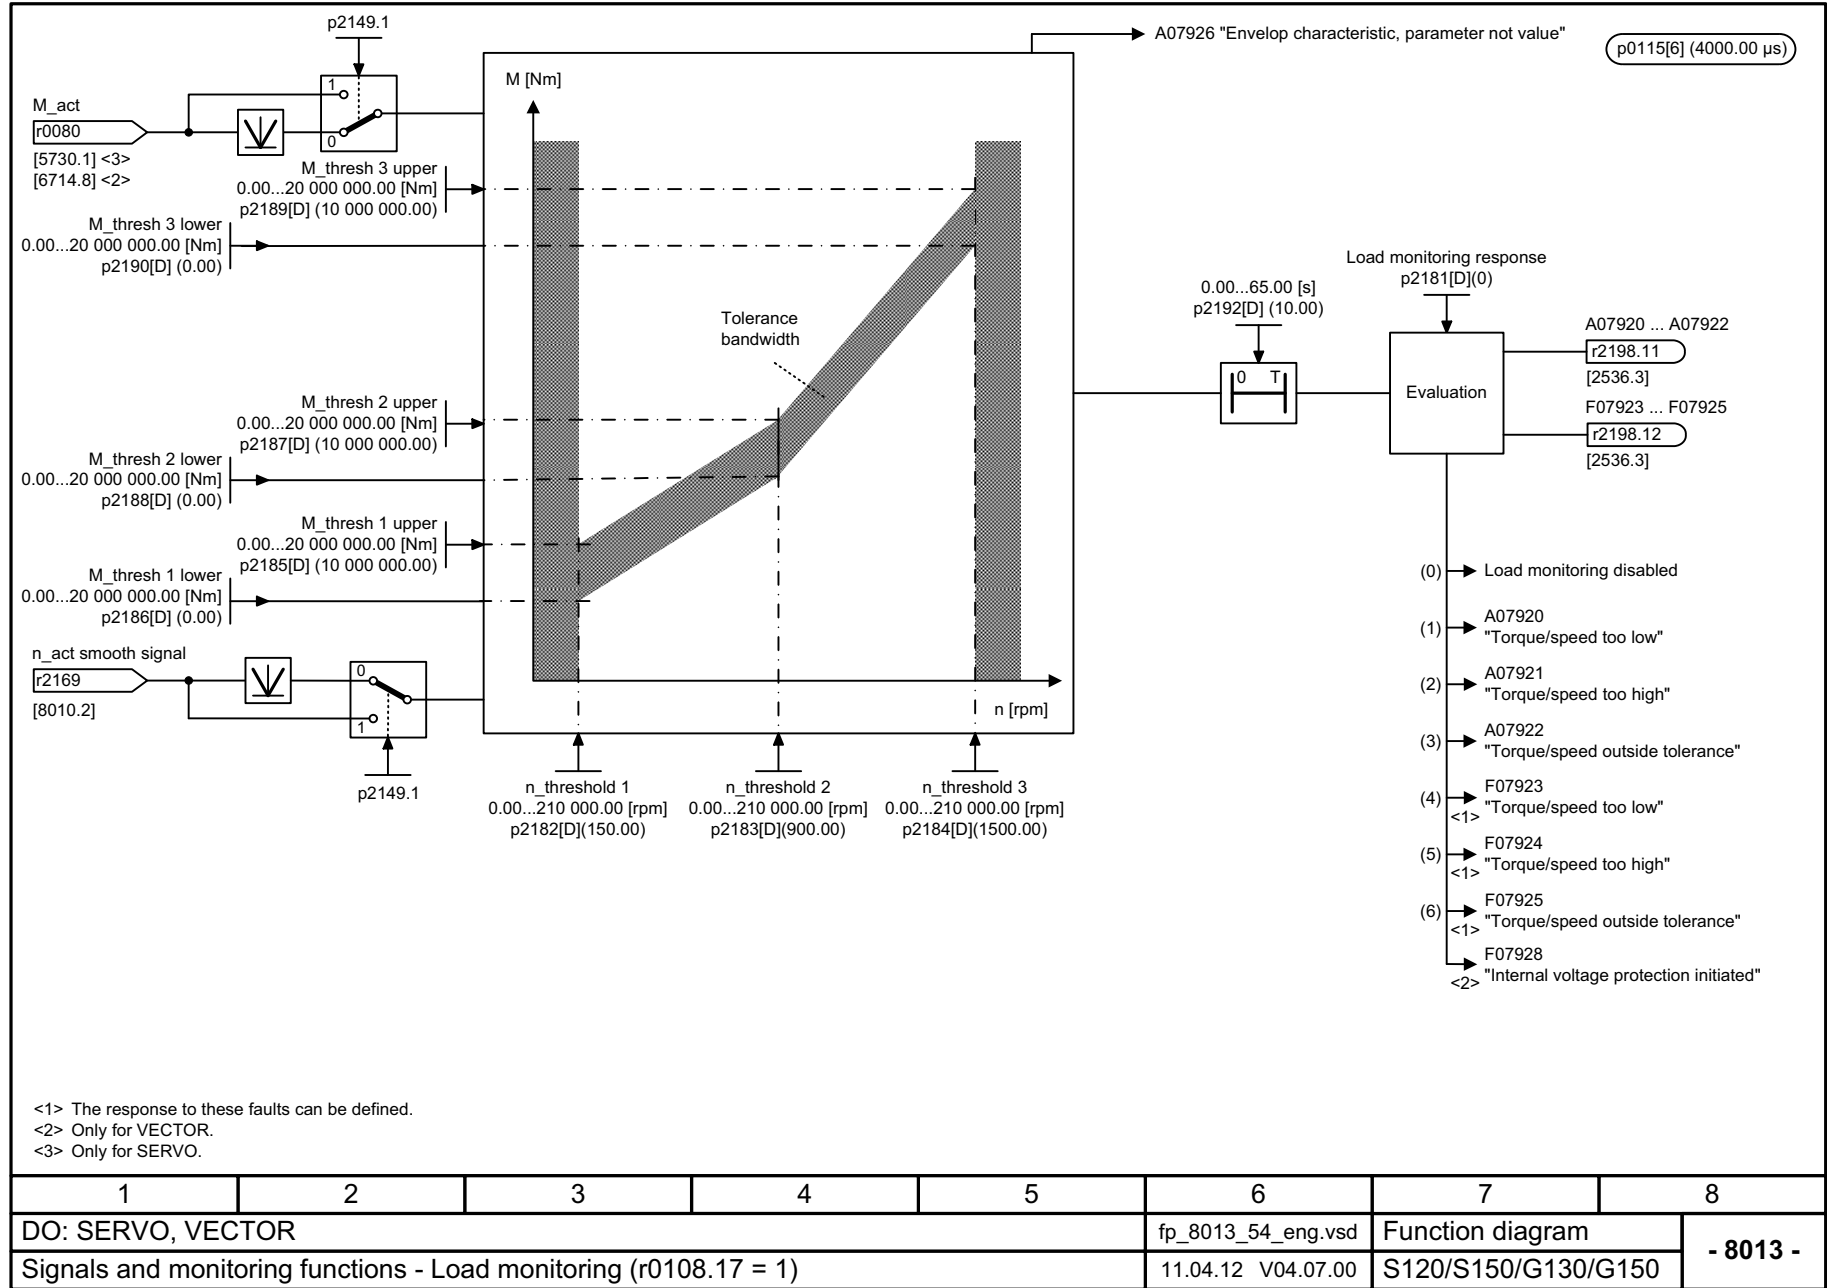 p2149.1
A07926 "Envelop characteristic, parameter not value"
p0115[6] (4000.00 µs)
M_act
r0080
[5730.1] <3>
[6714.8] <2>
1
0
M [Nm]
M_thresh 3 upper
0.00...20 000 000.00 [Nm]
p2189[D] (10 000 000.00)
M_thresh 3 lower
0.00...20 000 000.00 [Nm]
p2190[D] (0.00)
Tolerance
bandwidth
M_thresh 2 upper
0.00...20 000 000.00 [Nm]
p2187[D] (10 000 000.00)
M_thresh 2 lower
0.00...20 000 000.00 [Nm]
p2188[D] (0.00)
M_thresh 1 upper
0.00...20 000 000.00 [Nm]
p2185[D] (10 000 000.00)
M_thresh 1 lower
0.00...20 000 000.00 [Nm]
p2186[D] (0.00)
n_act smooth signal
r2169
[8010.2]
0
1
p2149.1
n [rpm]
n_threshold 1
0.00...210 000.00 [rpm]
p2182[D](150.00)
n_threshold 2
0.00...210 000.00 [rpm]
p2183[D](900.00)
n_threshold 3
0.00...210 000.00 [rpm]
p2184[D](1500.00)
0.00...65.00 [s]
p2192[D] (10.00)
0 T
Load monitoring response
p2181[D](0)
Evaluation
A07920 ... A07922
r2198.11
[2536.3]
F07923 ... F07925
r2198.12
[2536.3]
(0) Load monitoring disabled
(1) A07920
"Torque/speed too low"
(2) A07921
"Torque/speed too high"
(3) A07922
"Torque/speed outside tolerance"
(4) F07923
<1> "Torque/speed too low"
(5) F07924
<1> "Torque/speed too high"
(6) F07925
<1> "Torque/speed outside tolerance"
F07928
<2> "Internal voltage protection initiated"
<1> The response to these faults can be defined.
<2> Only for VECTOR.
<3> Only for SERVO.
1 2 3 4 5 6 7 8
DO: SERVO, VECTOR
fp_8013_54_eng.vsd
Function diagram
- 8013 -
Signals and monitoring functions - Load monitoring (r0108.17 = 1)
11.04.12 V04.07.00
S120/S150/G130/G150